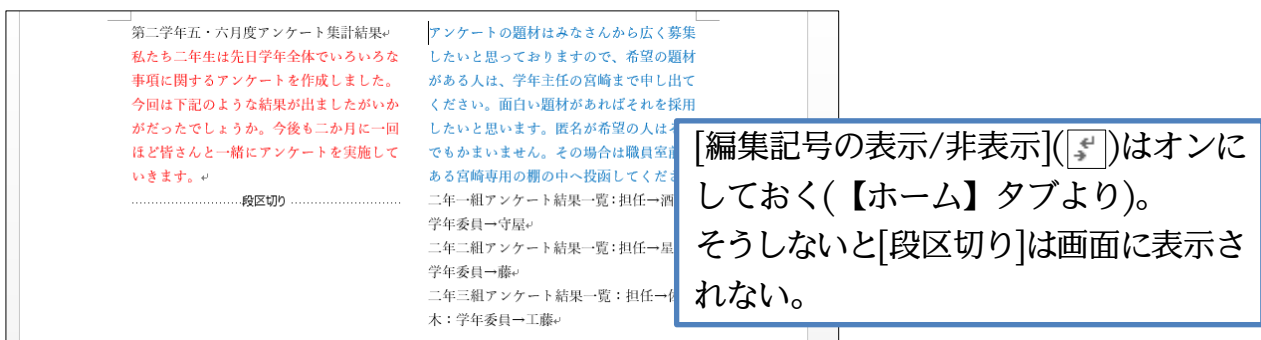 第二学年五・六月度アンケート集計結果↵
私たち二年生は先日学年全体でいろいろな
事項に関するアンケートを作成しました。
今回は下記のような結果が出ましたがいか
がだったでしょうか。今後も二か月に一回
ほど皆さんと一緒にアンケートを実施して
いきます。↵
段区切り
アンケートの題材はみなさんから広く募集
したいと思っておりますので、希望の題材
がある人は、学年主任の宮崎まで申し出て
ください。面白い題材があればそれを採用
したいと思います。匿名が希望の人は
でもかまいません。その場合は職員室
ある宮崎専用の棚の中へ投函してくだ
二年一組アンケート結果一覧：担任→酒
学年委員→守屋↵
二年二組アンケート結果一覧：担任→星
学年委員→藤↵
二年三組アンケート結果一覧：担任→
木：学年委員→工藤↵
[編集記号の表示/非表示]()はオンに
しておく(【ホーム】タブより)。
そうしないと[段区切り]は画面に表示さ
れない。